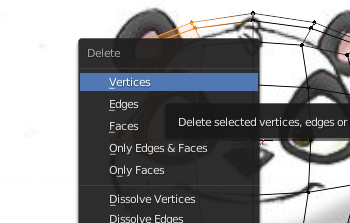 Delete
Vertices
Edges
Faces
Delete selected vertices, edges or
Only Edges & Faces
Only Faces
Dissolve Vertices
Dissolve Edges